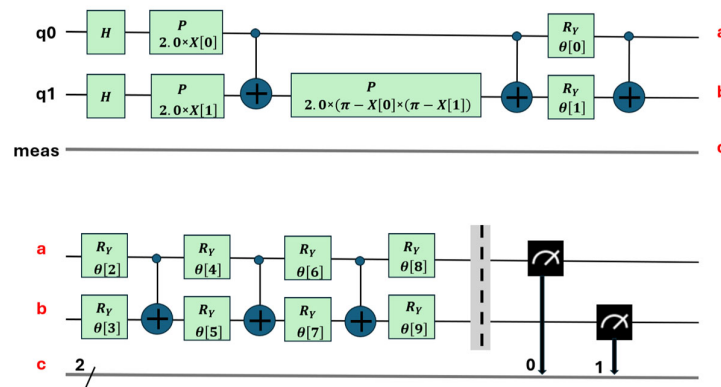 q0 H P a
2.0×X[0] R_Y
θ[0]
q1 H P P R_Y b
2.0×X[1] 2.0×(π − X[0]×(π − X[1]) θ[1]
meas c
a R_Y R_Y R_Y R_Y
θ[2] θ[4] θ[6] θ[8]
b R_Y R_Y R_Y R_Y
θ[3] θ[5] θ[7] θ[9]
c 2 0 1